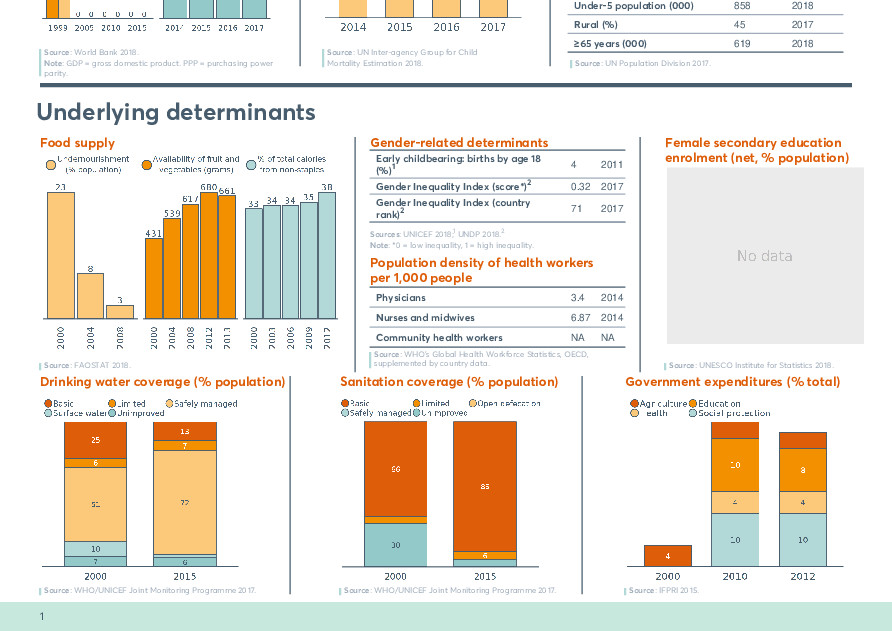 0 0 0 0
1999 2005 2010 2015
2014 2015 2016 2017
Source: World Bank 2018.
Note: GDP = gross domestic product. PPP = purchasing power
parity.
2014 2015 2016 2017
Source: UN Inter-agency Group for Child
Mortality Estimation 2018.
Under-5 population (000) 858 2018
Rural (%) 45 2017
≥65 years (000) 619 2018
Source: UN Population Division 2017.
Underlying determinants
Food supply
Undernourishment
(% population)
Availability of fruit and
vegetables (grams)
% of total calories
from non-staples
23 8 3
431 539 617 680 661
33 34 34 35 38
2000 2004 2008
2000 2004 2008 2012 2013
2000 2003 2006 2009 2012
Source: FAOSTAT 2018.
Gender-related determinants
Early childbearing: births by age 18
(%)1 4 2011
Gender Inequality Index (score*)2 0.32 2017
Gender Inequality Index (country
rank)2 71 2017
Sources: UNICEF 2018,1 UNDP 2018.2
Note: *0 = low inequality, 1 = high inequality.
Population density of health workers
per 1,000 people
Physicians 3.4 2014
Nurses and midwives 6.87 2014
Community health workers NA NA
Source: WHO's Global Health Workforce Statistics, OECD,
supplemented by country data.
Female secondary education
enrolment (net, % population)
No data
Source: UNESCO Institute for Statistics 2018.
Drinking water coverage (% population)
Basic Limited Safely managed
Surface water Unimproved
25 6 51 10 7
13 7 72 6
2000 2015
Source: WHO/UNICEF Joint Monitoring Programme 2017.
Sanitation coverage (% population)
Basic Limited Open defecation
Safely managed Unimproved
66 30
6
2000 2015
Source: WHO/UNICEF Joint Monitoring Programme 2017.
Government expenditures (% total)
Agriculture Education
Health Social protection
4
10 4 10
8 4 10
2000 2010 2012
Source: IFPRI 2015.
1